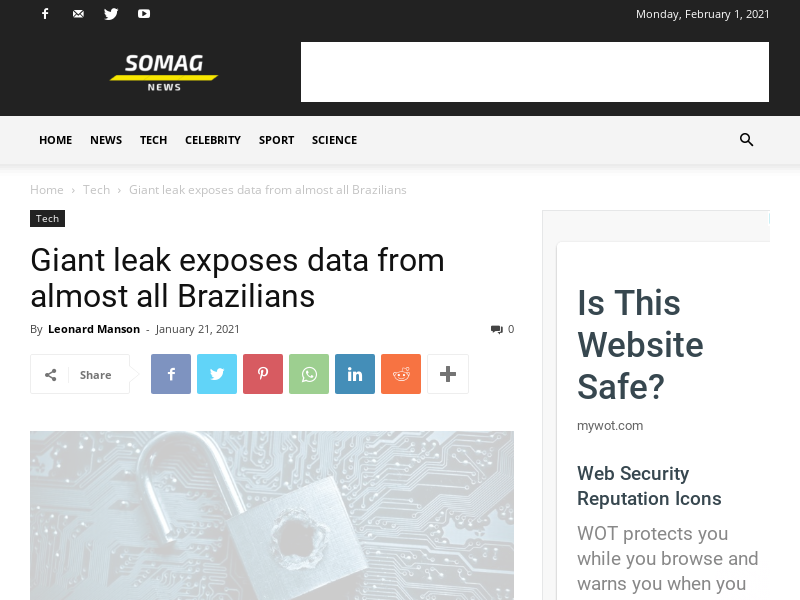 Monday, February 1, 2021
SOMAG
NEWS
HOME NEWS TECH CELEBRITY SPORT SCIENCE
Home › Tech › Giant leak exposes data from almost all Brazilians
Tech
Giant leak exposes data from
almost all Brazilians
By Leonard Manson - January 21, 2021 0
Share
Is This
Website
Safe?
mywot.com
Web Security
Reputation Icons
WOT protects you
while you browse and
warns you when you